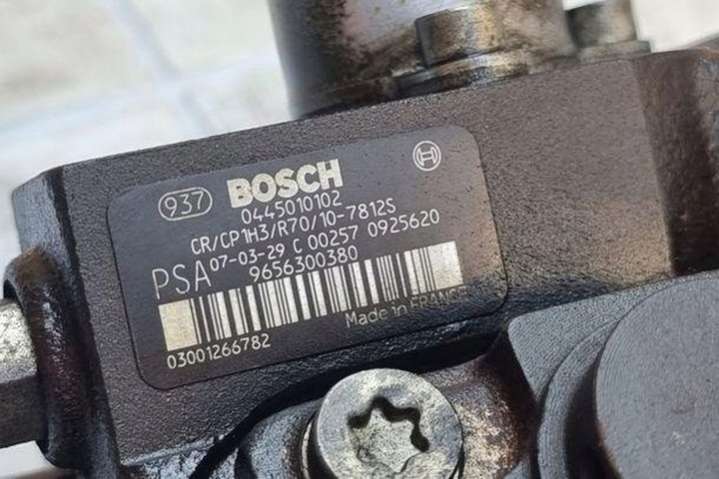 937 BOSCH
0445010102
CR/CP1H3/R70/10-7812S
PSA 07-03-29 C 00257 0925620
9656300380
Made in FRANCE
03001266782